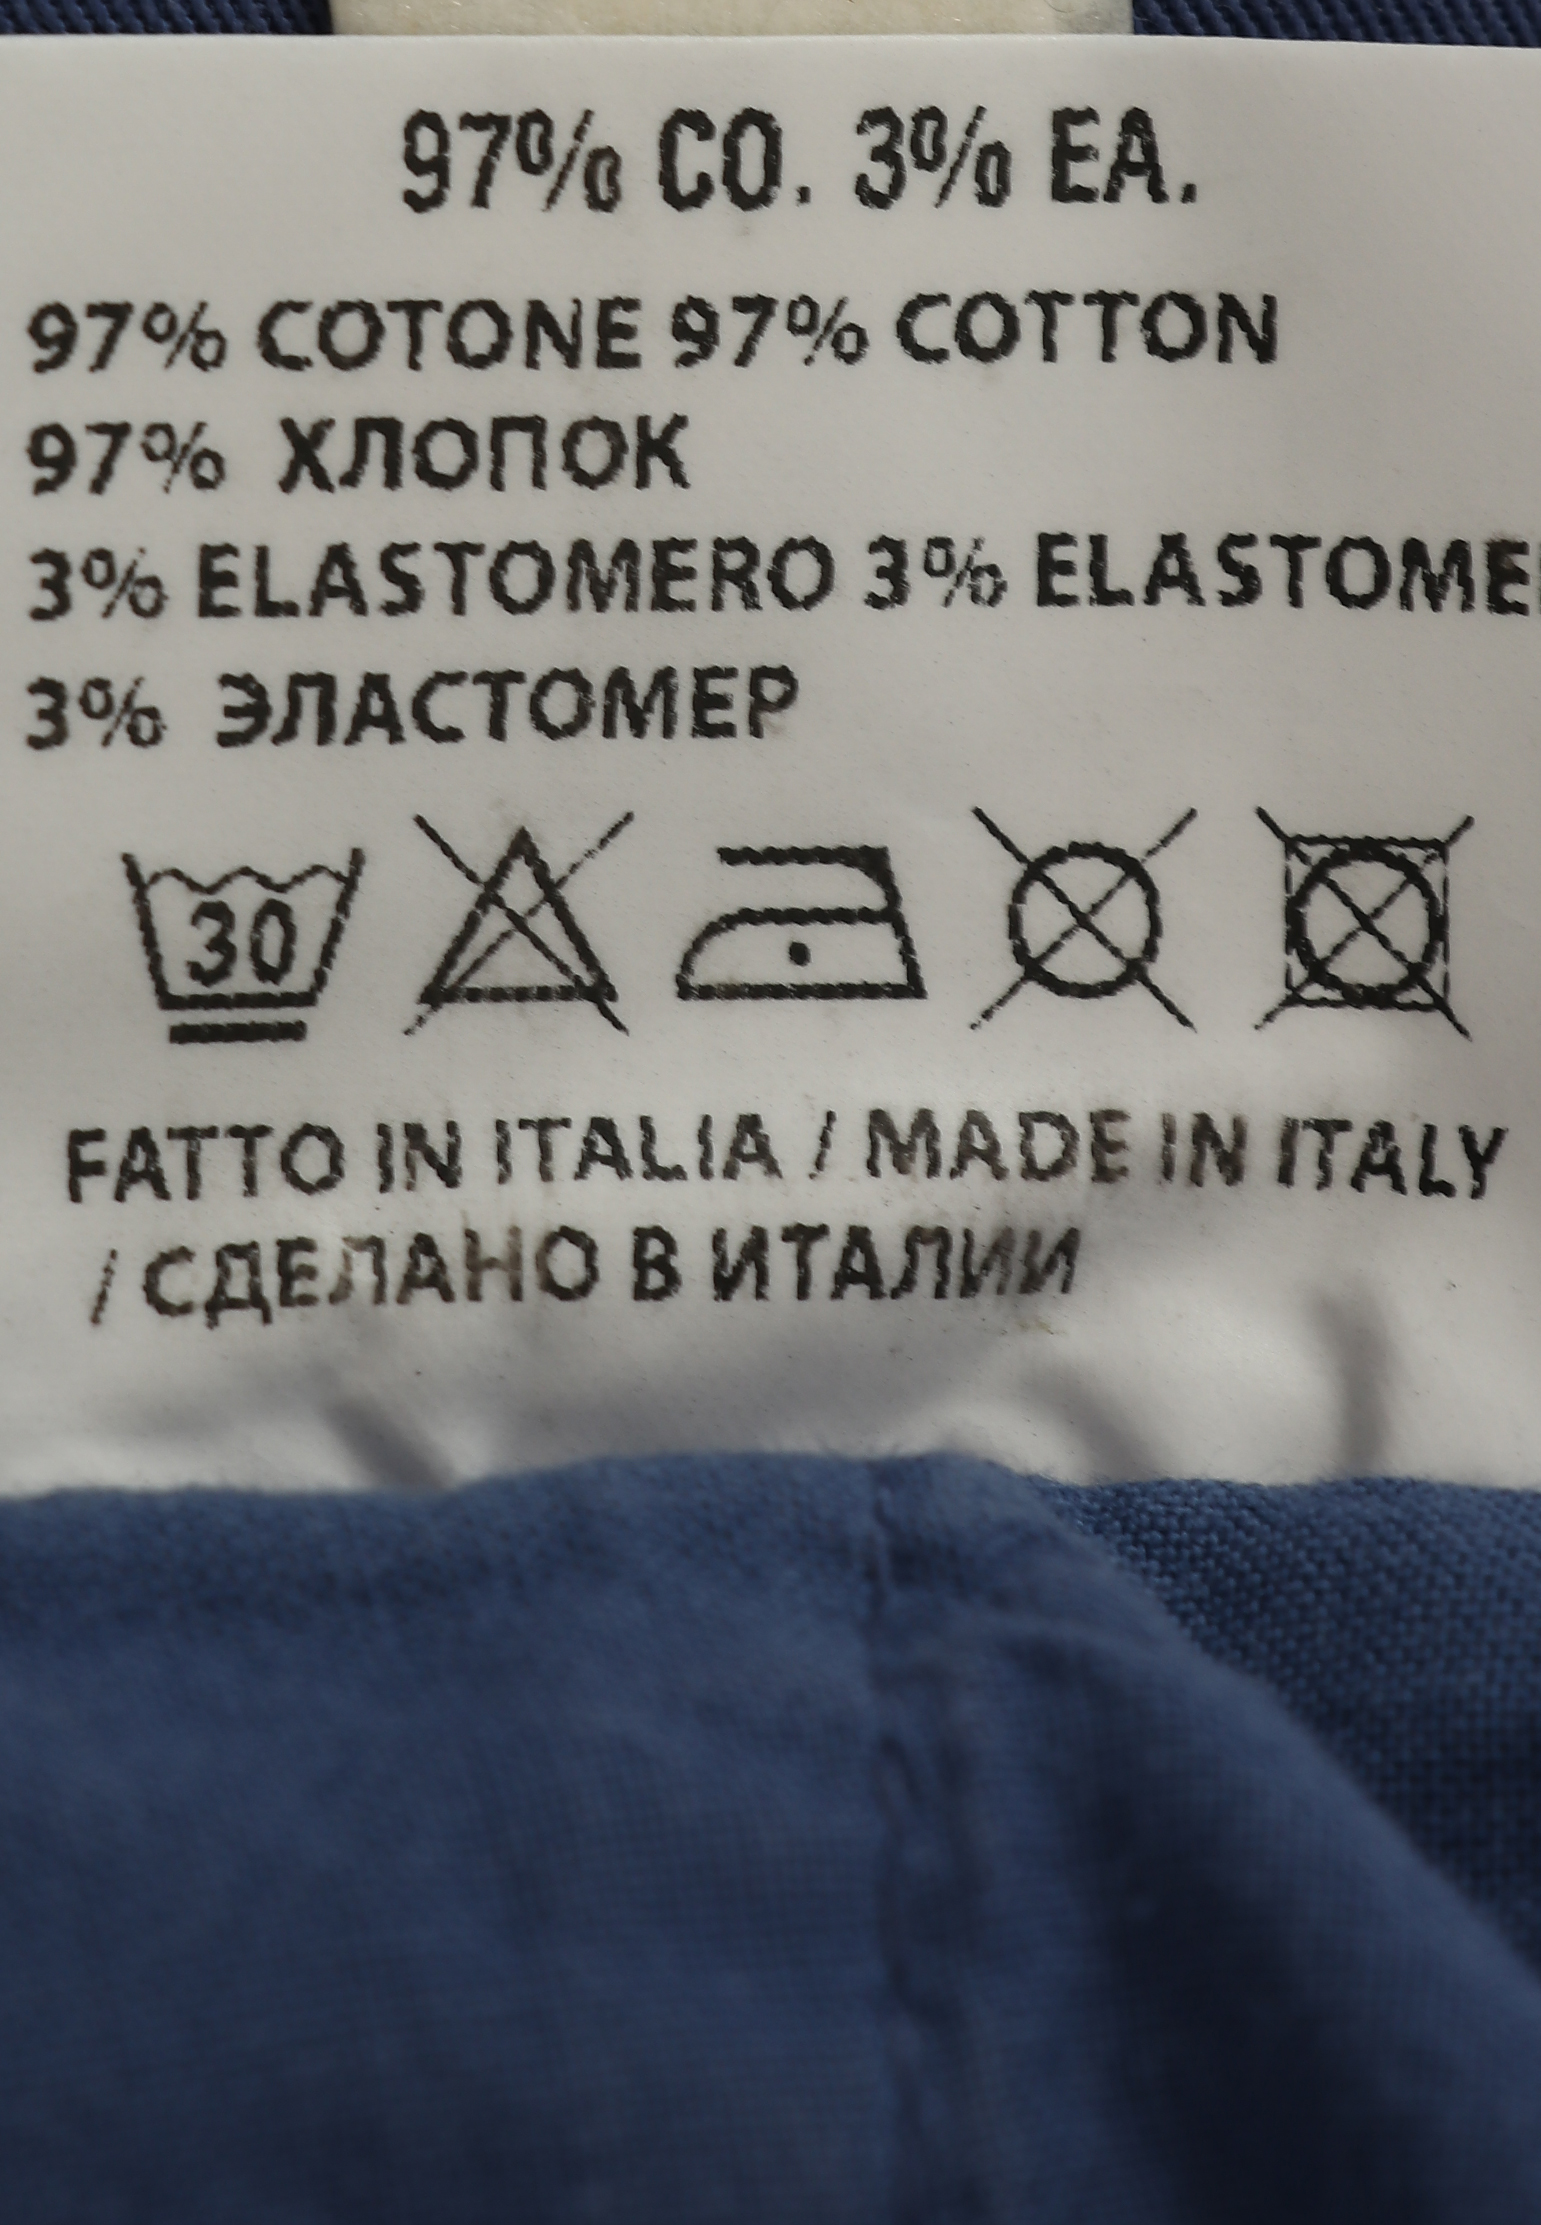 97% CO. 3% EA.
97% COTONE 97% COTTON
97% ХЛОПОК
3% ELASTOMERO 3% ELASTOME
3% ЭЛАСТОМЕР
30
FATTO IN ITALIA / MADE IN ITALY
/ СДЕЛАНО В ИТАЛИИ